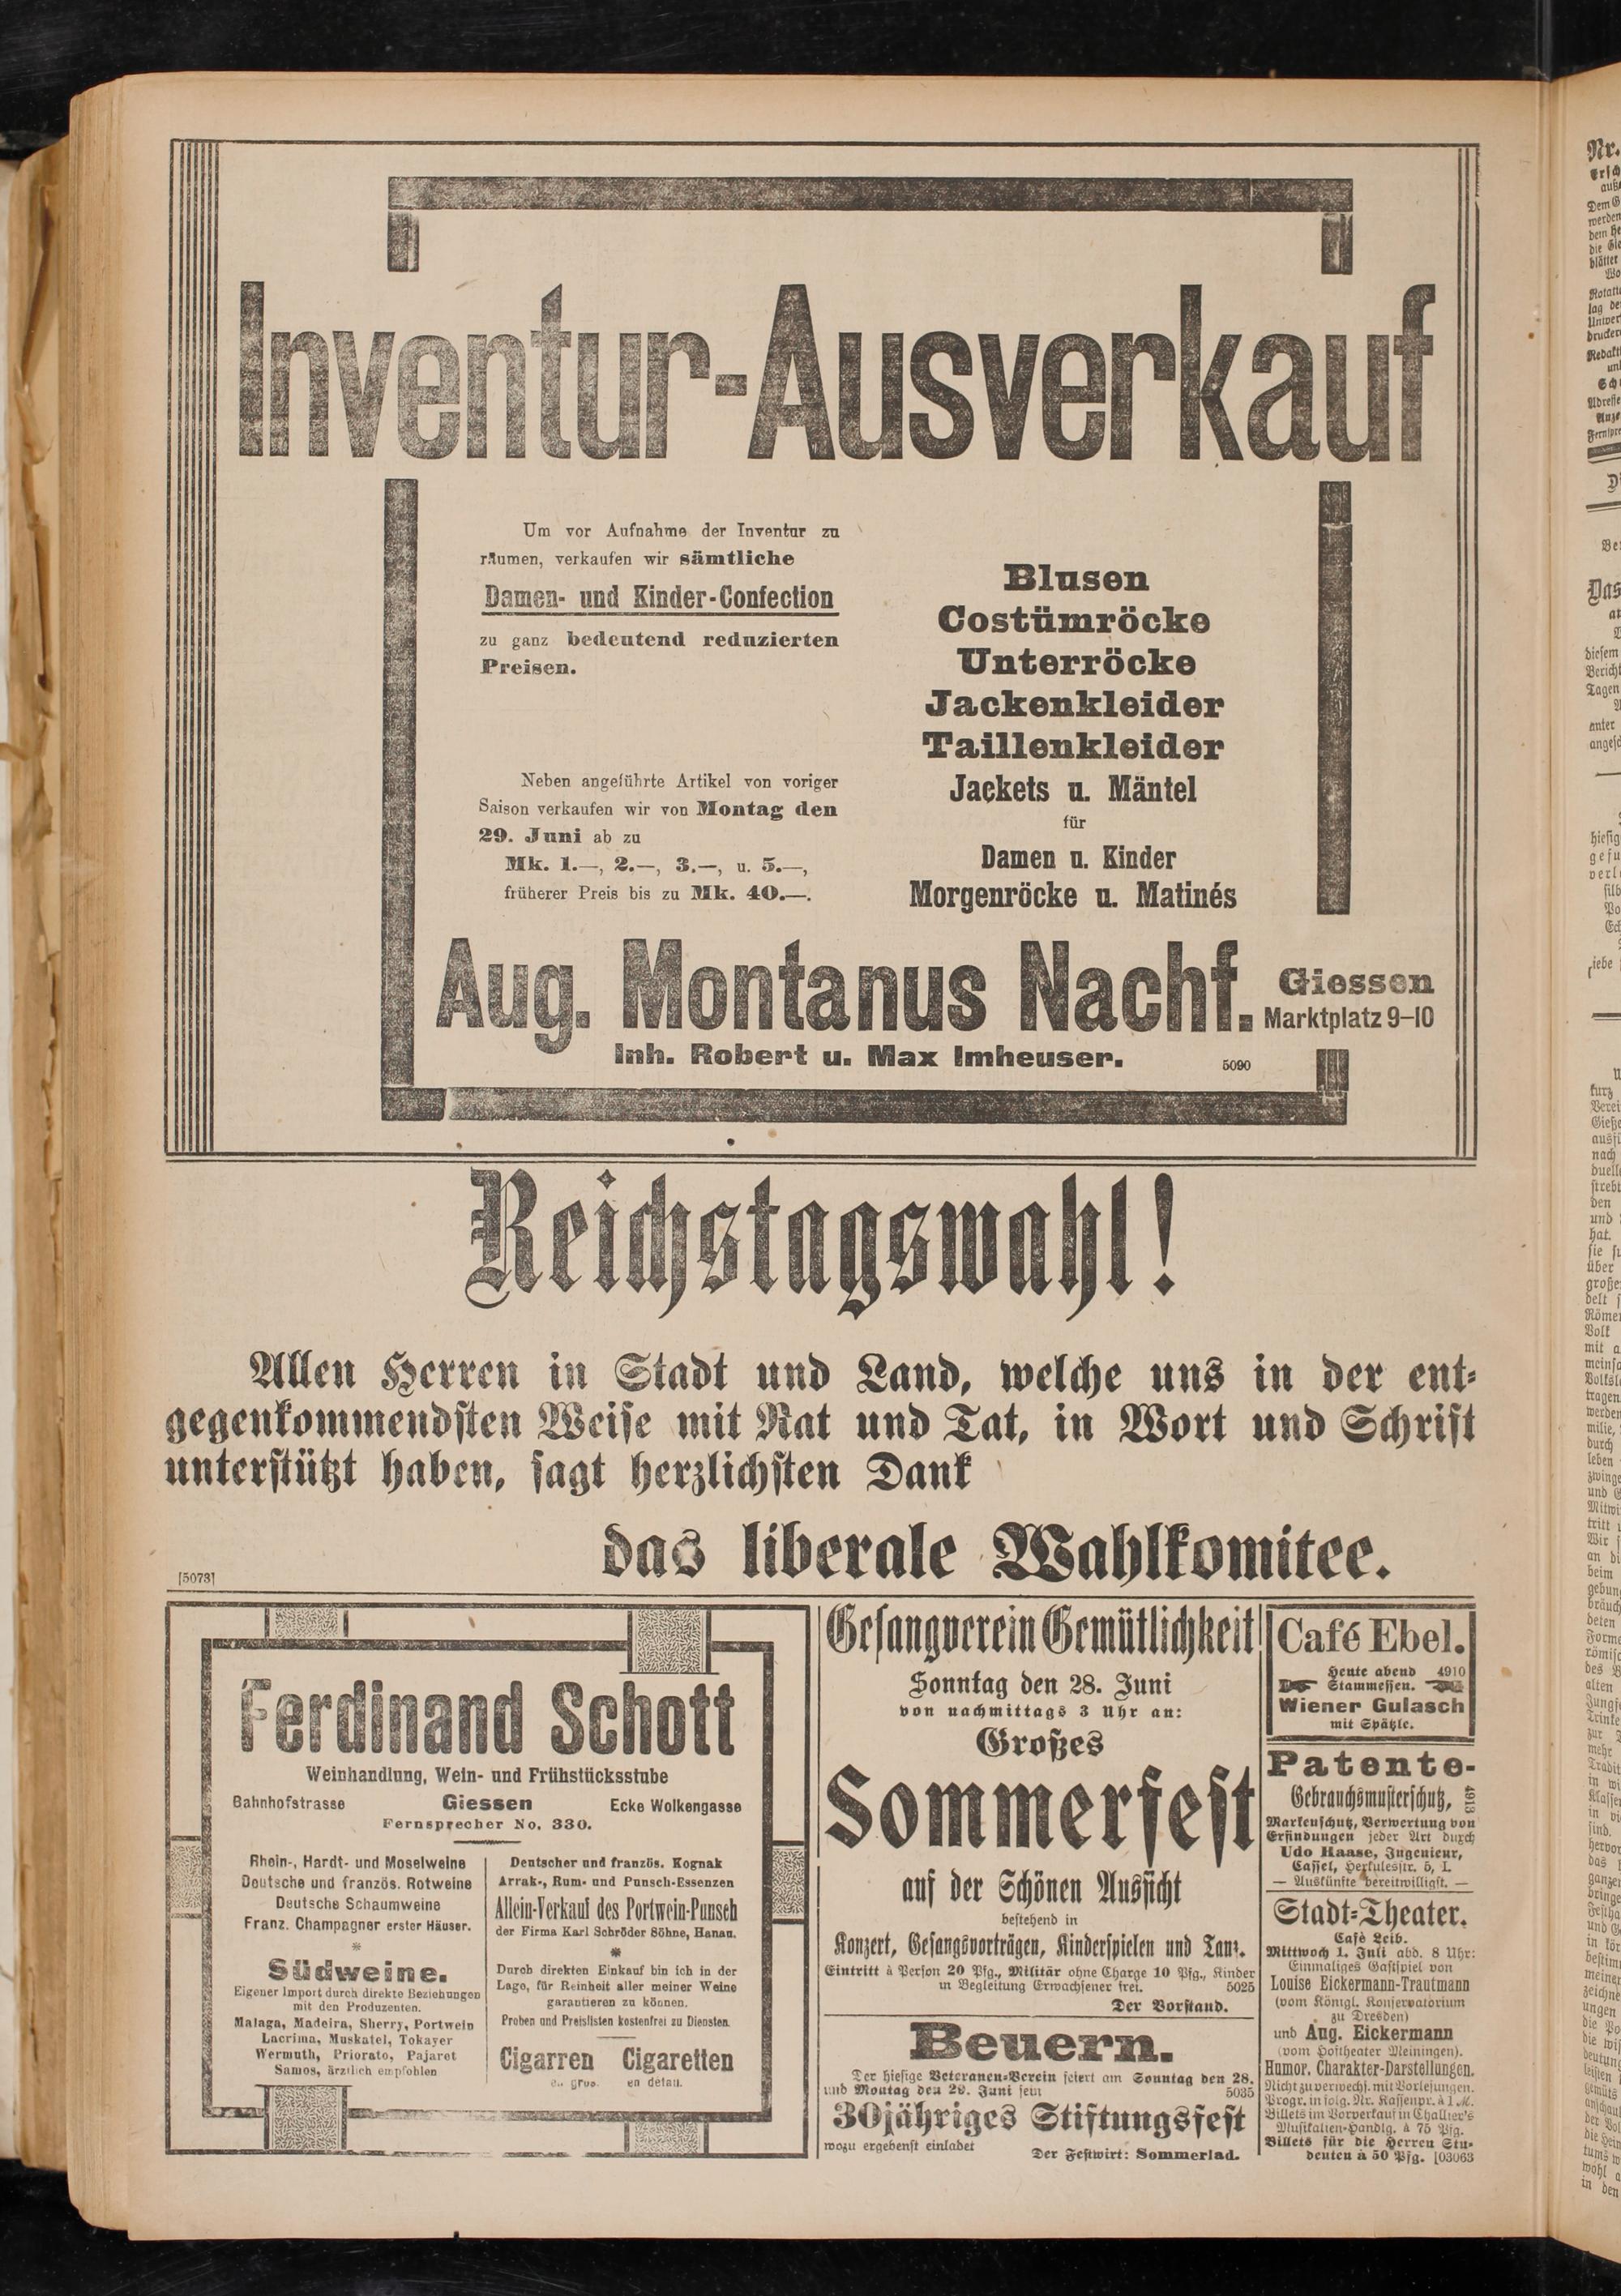 Inventur-Ausverkauf
Um vor Aufnahme der Inventur zu
räumen, verkaufen wir sämtliche
Damen- und Kinder-Confection
zu ganz bedeutend reduzierten
Preisen.
Neben angeführte Artikel von voriger
Saison verkaufen wir von Montag den
29. Juni ab zu
Mk. 1.—, 2.—, 3.—, u. 5.—,
früherer Preis bis zu Mk. 40.—.
Blusen
Costümröcke
Unterröcke
Jackenkleider
Taillenkleider
Jackets u. Mäntel
für
Damen u. Kinder
Morgenröcke u. Matinés
Aug. Montanus Nachf.
Giessen
Marktplatz 9-10
Inh. Robert u. Max Imheuser.
5090
Reichstagswahl!
Allen Herren in Stadt und Land, welche uns in der ent-
gegenkommendsten Weise mit Rat und Tat, in Wort und Schrift
unterstützt haben, sagt herzlichsten Dank
das liberale Wahlkomitee.
[5073]
Ferdinand Schott
Weinhandlung, Wein- und Frühstücksstube
Bahnhofstrasse Giessen Ecke Wolkengasse
Fernsprecher No. 330.
Rhein-, Hardt- und Moselweine
Deutsche und französ. Rotweine
Deutsche Schaumweine
Franz. Champagner erster Häuser.
*
Südweine.
Eigener Import durch direkte Beziehungen
mit den Produzenten.
Malaga, Madeira, Sherry, Portwein
Lacrima, Muskatel, Tokayer
Wermuth, Priorato, Pajaret
Samos, ärztlich empfohlen
Deutscher und französ. Kognak
Arrak-, Rum- und Punsch-Essenzen
Allein-Verkauf des Portwein-Punsch
der Firma Karl Schröder Söhne, Hanau.
*
Durch direkten Einkauf bin ich in der
Lage, für Reinheit aller meiner Weine
garantieren zu können.
Proben und Preislisten kostenfrei zu Diensten.
Cigarren Cigaretten
en gros en detail.
Gesangverein Gemütlichkeit
Sonntag den 28. Juni
von nachmittags 3 Uhr an:
Großes
Sommerfest
auf der Schönen Aussicht
bestehend in
Konzert, Gesangsvorträgen, Kinderspielen und Tanz.
Eintritt à Person 20 Pfg., Militär ohne Charge 10 Pfg., Kinder
in Begleitung Erwachsener frei. 5025
Der Vorstand.
Beuern.
Der hiesige Veteranen-Verein feiert am Sonntag den 28.
und Montag den 29. Juni sein 5035
30jähriges Stiftungsfest
wozu ergebenst einladet
Der Festwirt: Sommerlad.
Café Ebel.
Heute abend 4910
Stammessen.
Wiener Gulasch
mit Spätzle.
Patente-
Gebrauchsmusterschutz,
4913
Markenschutz, Verwertung von
Erfindungen jeder Art durch
Udo Haase, Ingenieur,
Cassel, Herkulesstr. 5, I.
— Auskünfte bereitwilligst. —
Stadt-Theater.
Café Leib.
Mittwoch 1. Juli abd. 8 Uhr:
Einmaliges Gastspiel von
Louise Eickermann-Trautmann
(vom Königl. Konservatorium
zu Dresden)
und Aug. Eickermann
(vom Hoftheater Meiningen).
Humor. Charakter-Darstellungen.
Nicht zu verwechs. mit Vorlesungen.
Progr. in folg. Nr. Kassenpr. à 1 M.
Billets im Vorverkauf in Challier's
Musikalien-Handlg. à 75 Pfg.
Billets für die Herren Stu-
denten à 50 Pfg. [03063